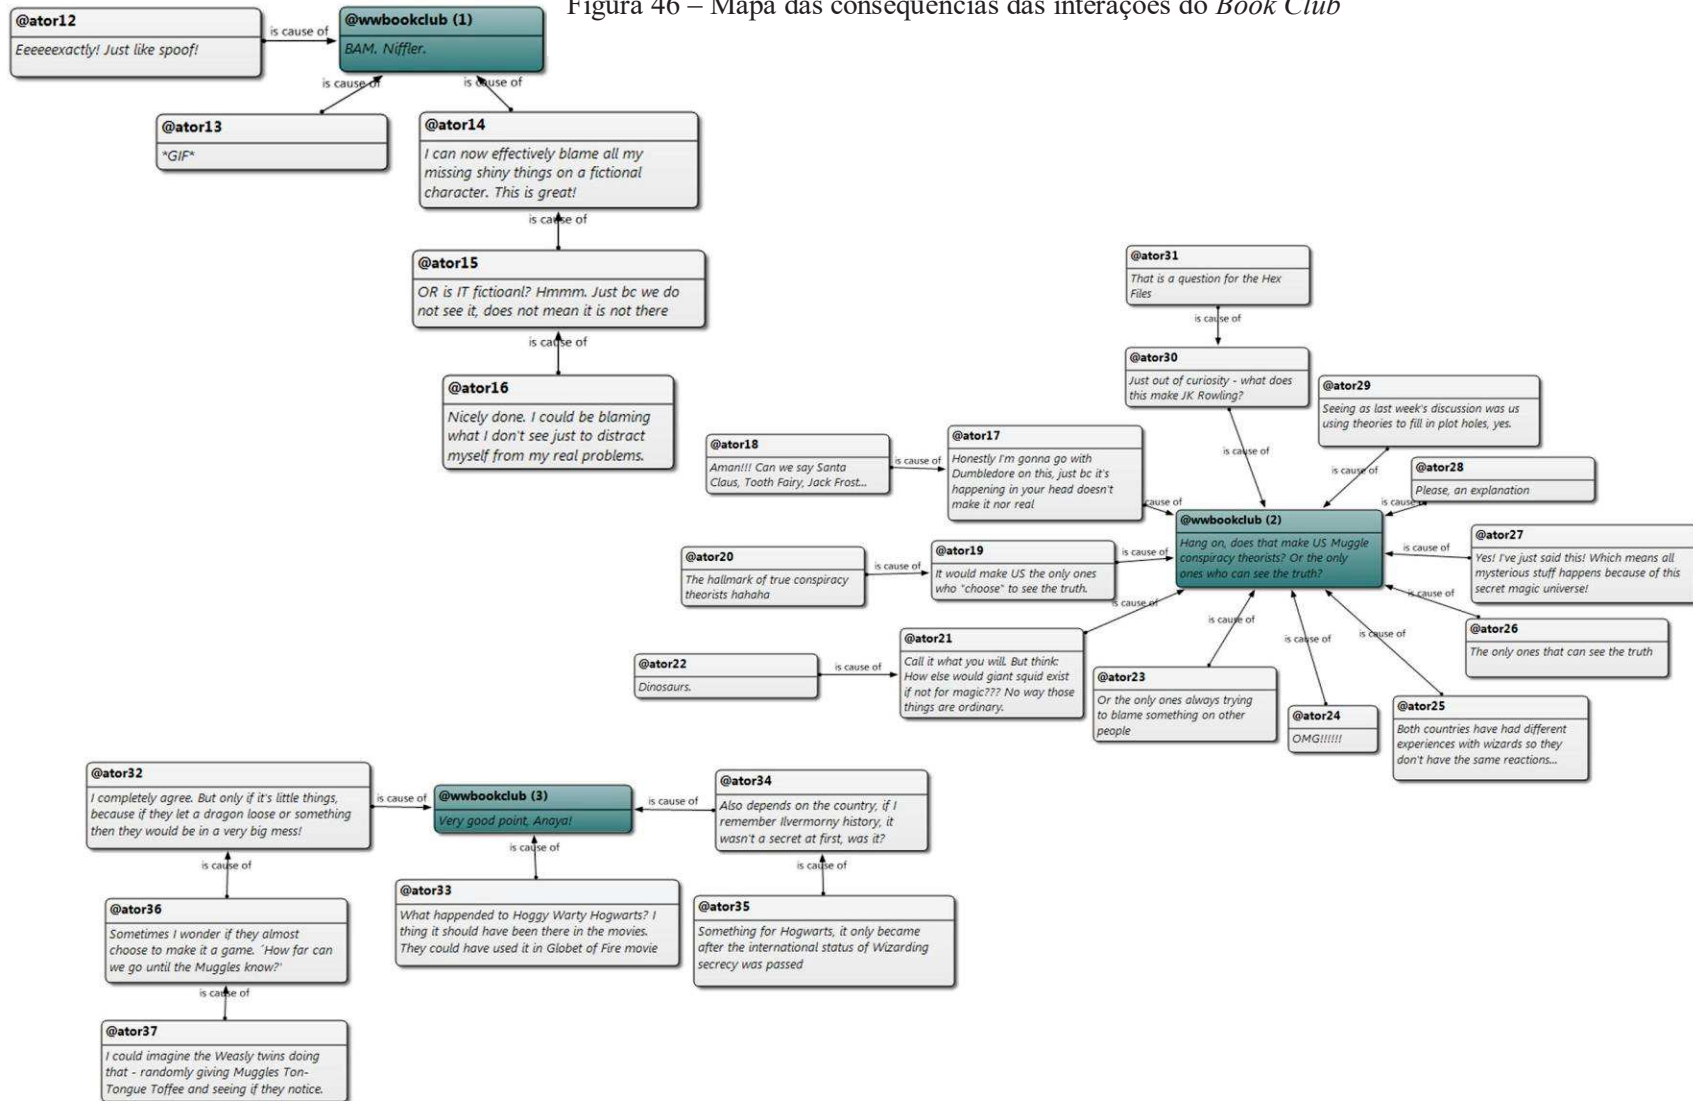 Figura 46 – Mapa das consequências das interações do Book Club
@ator12
Eeeeeexactly! Just like spoof!
is cause of
@wwbookclub (1)
BAM. Niffler.
is cause of
is cause of
@ator13
*GIF*
@ator14
I can now effectively blame all my
missing shiny things on a fictional
character. This is great!
is cause of
@ator15
OR is IT fictioanl? Hmmm. Just bc we do
not see it, does not mean it is not there
is cause of
@ator16
Nicely done. I could be blaming
what I don't see just to distract
myself from my real problems.
@ator31
That is a question for the Hex
Files
is cause of
@ator30
Just out of curiosity - what does
this make JK Rowling?
is cause of
@ator29
Seeing as last week's discussion was us
using theories to fill in plot holes, yes.
is cause of
@ator28
Please, an explanation
is cause
@ator18
Aman!!! Can we say Santa
Claus, Tooth Fairy, Jack Frost...
is cause of
@ator17
Honestly I'm gonna go with
Dumbledore on this, just bc it's
happening in your head doesn't
make it nor real
cause of
@wwbookclub (2)
Hang on, does that make US Muggle
conspiracy theorists? Or the only
ones who can see the truth?
is cause of
@ator27
Yes! I've just said this! Which means all
mysterious stuff happens because of this
secret magic universe!
@ator20
The hallmark of true conspiracy
theorists hahaha
is cause of
@ator19
It would make US the only ones
who "choose" to see the truth.
is cause of
is cause of
@ator26
The only ones that can see the truth
@ator22
Dinosaurs.
is cause of
@ator21
Call it what you will. But think:
How else would giant squid exist
if not for magic??? No way those
things are ordinary.
is cause of
is cause of
@ator23
Or the only ones always trying
to blame something on other
people
is cause of
@ator24
OMG!!!!!!
is cause of
@ator25
Both countries have had different
experiences with wizards so they
don't have the same reactions...
@ator32
I completely agree. But only if it's little things,
because if they let a dragon loose or something
then they would be in a very big mess!
is cause of
@wwbookclub (3)
Very good point, Anaya!
is cause of
@ator34
Also depends on the country, if I
remember Ilvermorny history, it
wasn't a secret at first, was it?
is cause of
is cause of
is cause of
@ator36
Sometimes I wonder if they almost
choose to make it a game. ´How far can
we go until the Muggles know?'
@ator33
What happended to Hoggy Warty Hogwarts? I
thing it should have been there in the movies.
They could have used it in Globet of Fire movie
@ator35
Something for Hogwarts, it only became
after the international status of Wizarding
secrecy was passed
is cause of
@ator37
I could imagine the Weasly twins doing
that - randomly giving Muggles Ton-
Tongue Toffee and seeing if they notice.